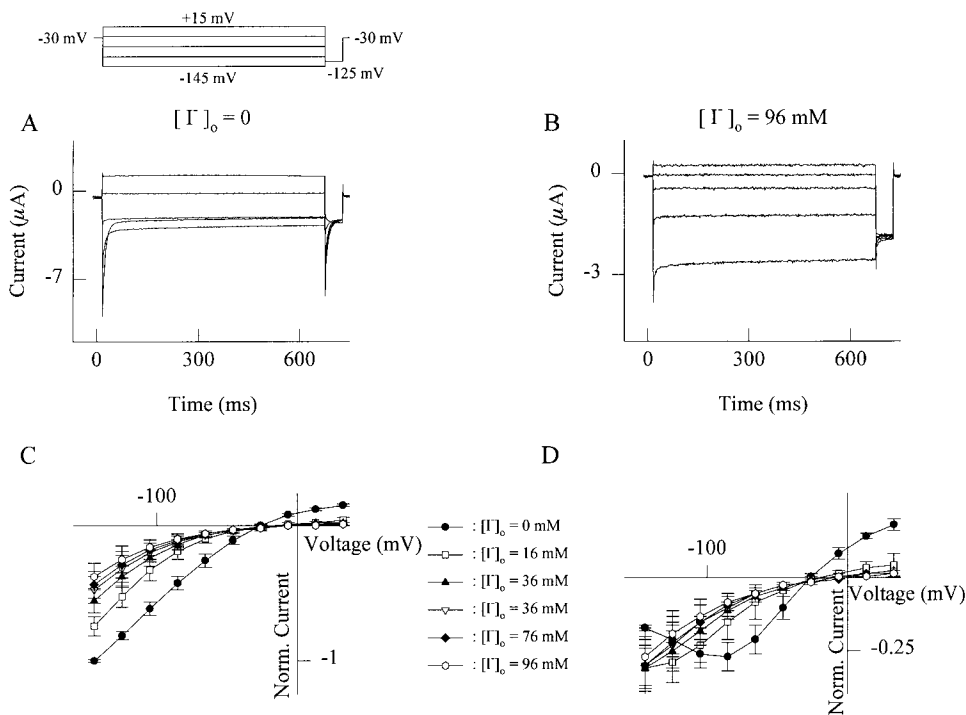 +15 mV
-30 mV
-30 mV
-125 mV
-145 mV
A
[ I⁻ ]ₒ = 0
B
[ I⁻ ]ₒ = 96 mM
0
-7
Current (µA)
0
300
600
Time (ms)
0
-3
Current (µA)
0
300
600
Time (ms)
C
-100
Voltage (mV)
Norm. Current
-1
: [I⁻]ₒ = 0 mM
: [I⁻]ₒ = 16 mM
: [I⁻]ₒ = 36 mM
: [I⁻]ₒ = 36 mM
: [I⁻]ₒ = 76 mM
: [I⁻]ₒ = 96 mM
D
-100
Voltage (mV)
Norm. Current
-0.25